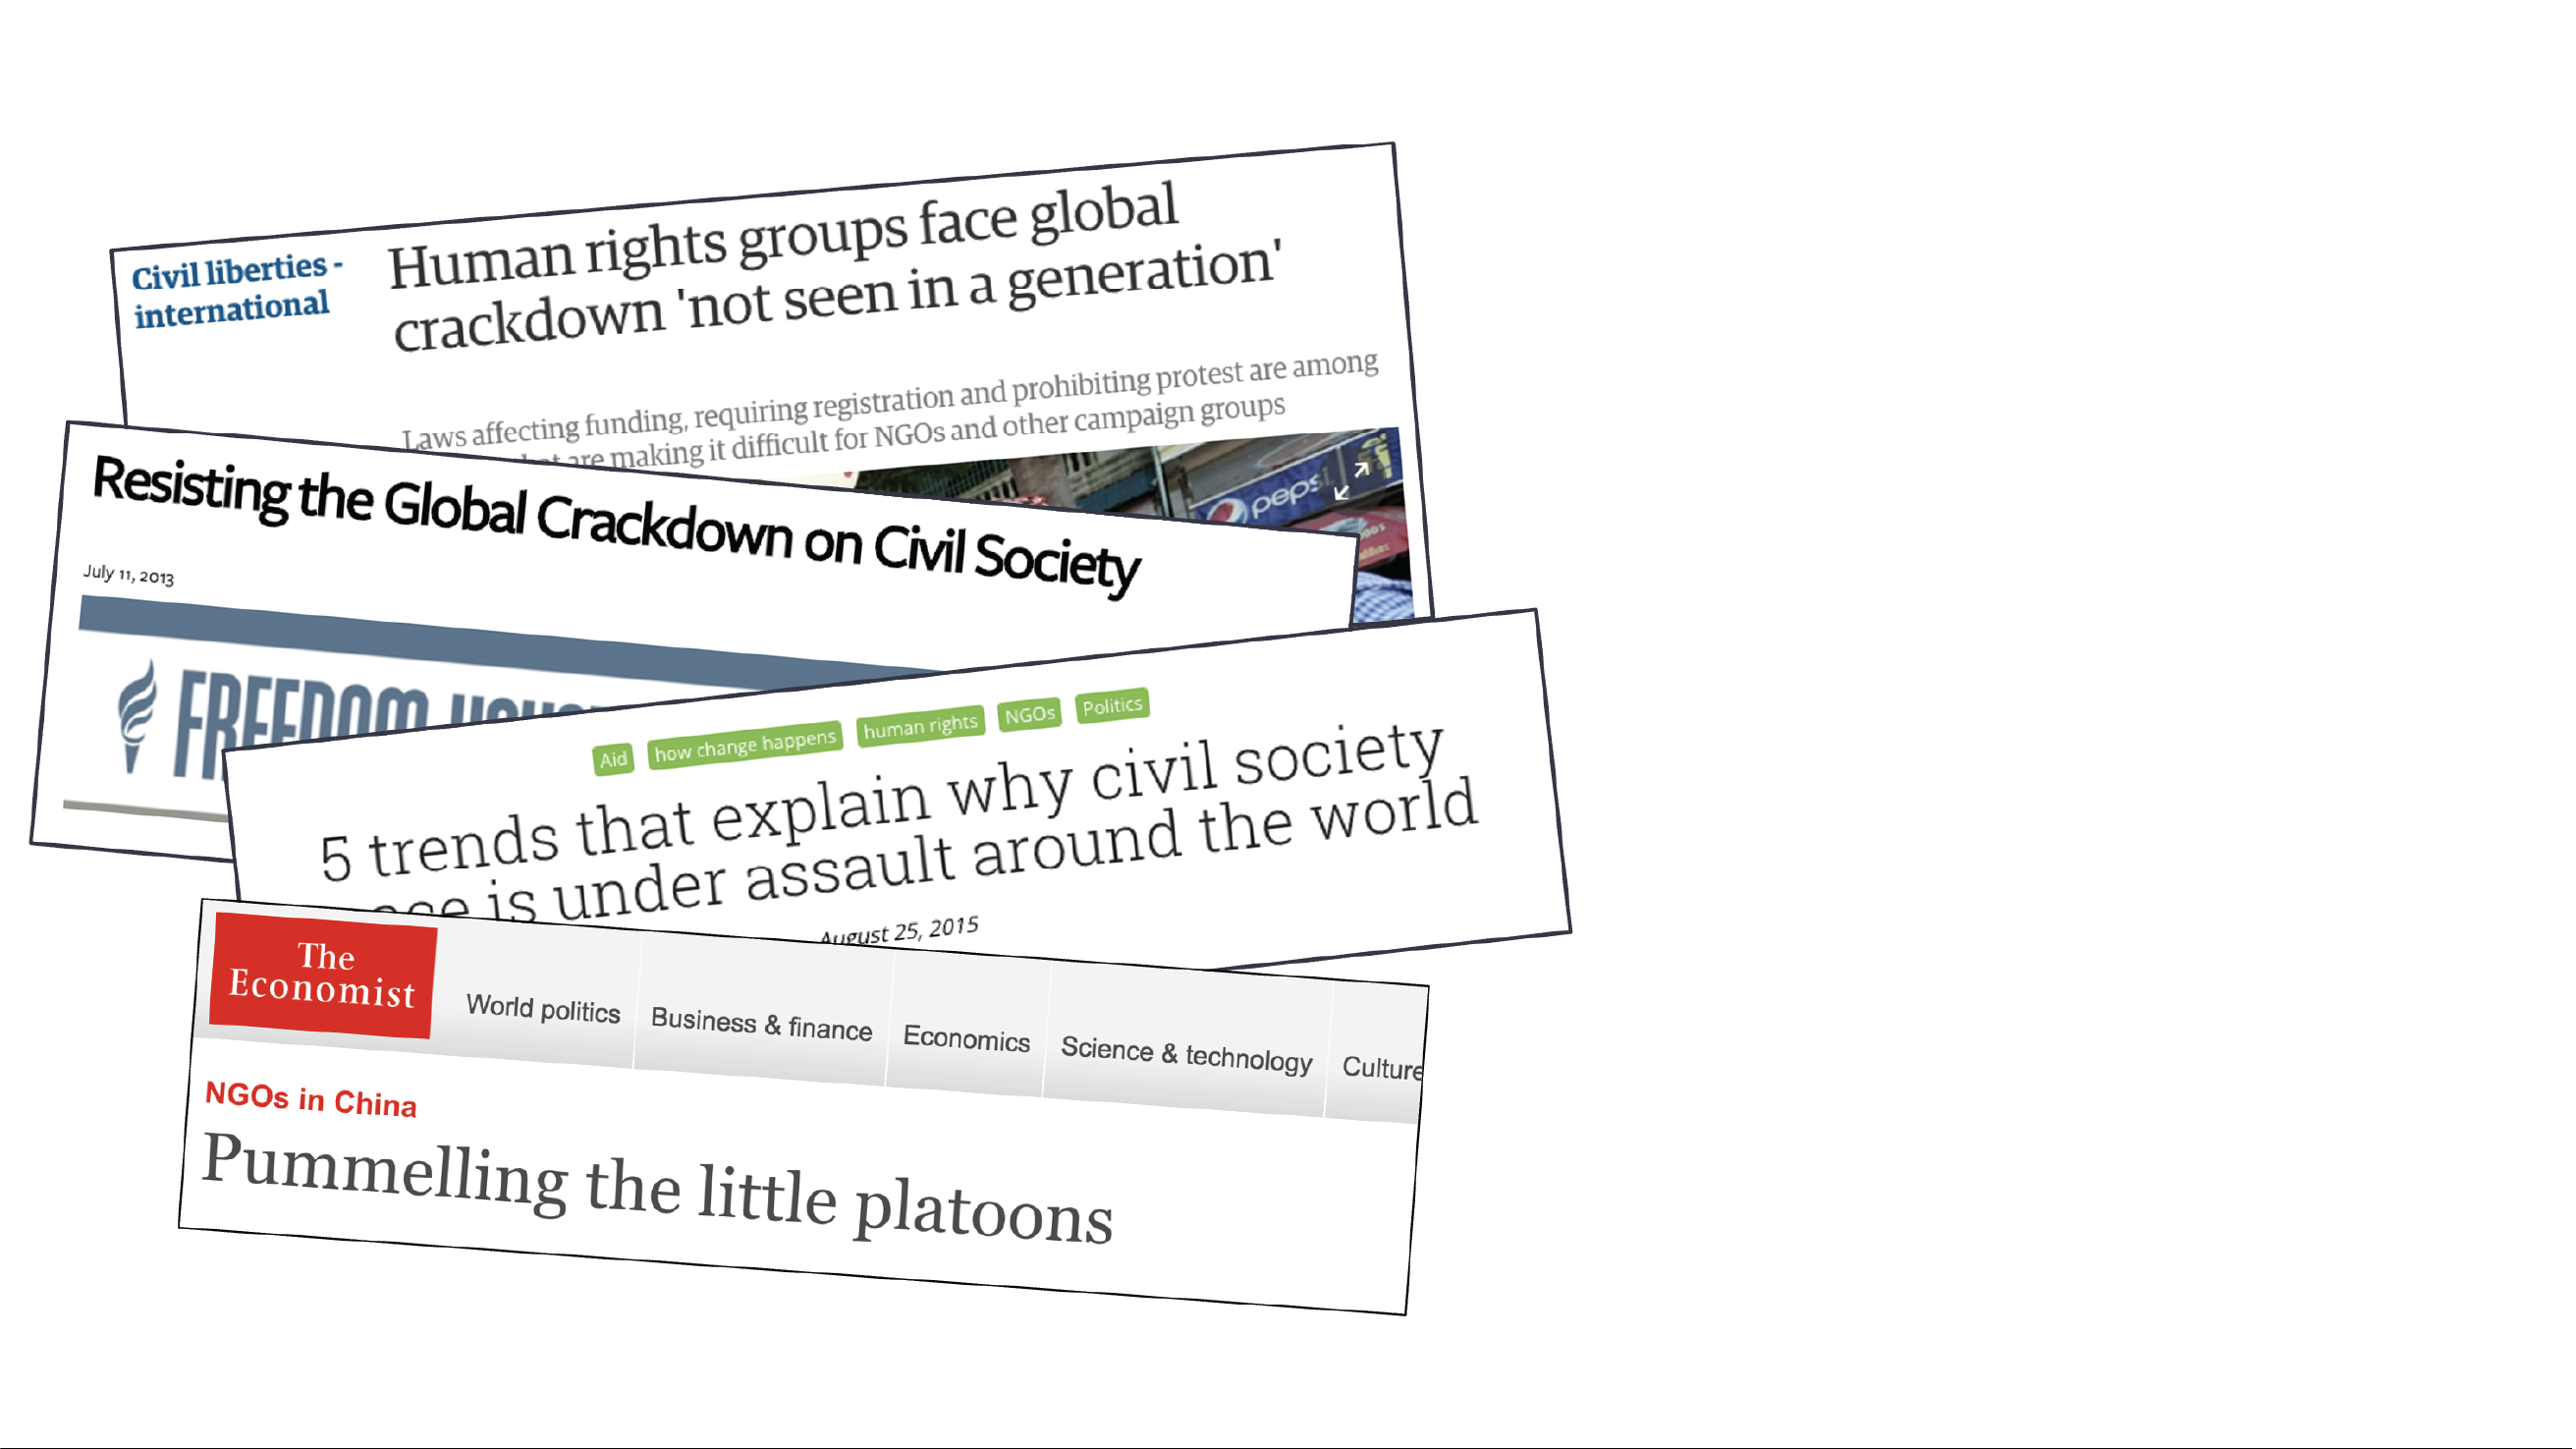 Civil liberties -
international
Human rights groups face global
crackdown 'not seen in a generation'
Laws affecting funding, requiring registration and prohibiting protest are among
are making it difficult for NGOs and other campaign groups
pepsi
Resisting the Global Crackdown on Civil Society
July 11, 2013
FREEDOM HOUSE
Aid
how change happens
human rights
NGOs
Politics
5 trends that explain why civil society
is under assault around the world
August 25, 2015
The
Economist
World politics
Business & finance
Economics
Science & technology
Culture
NGOs in China
Pummelling the little platoons